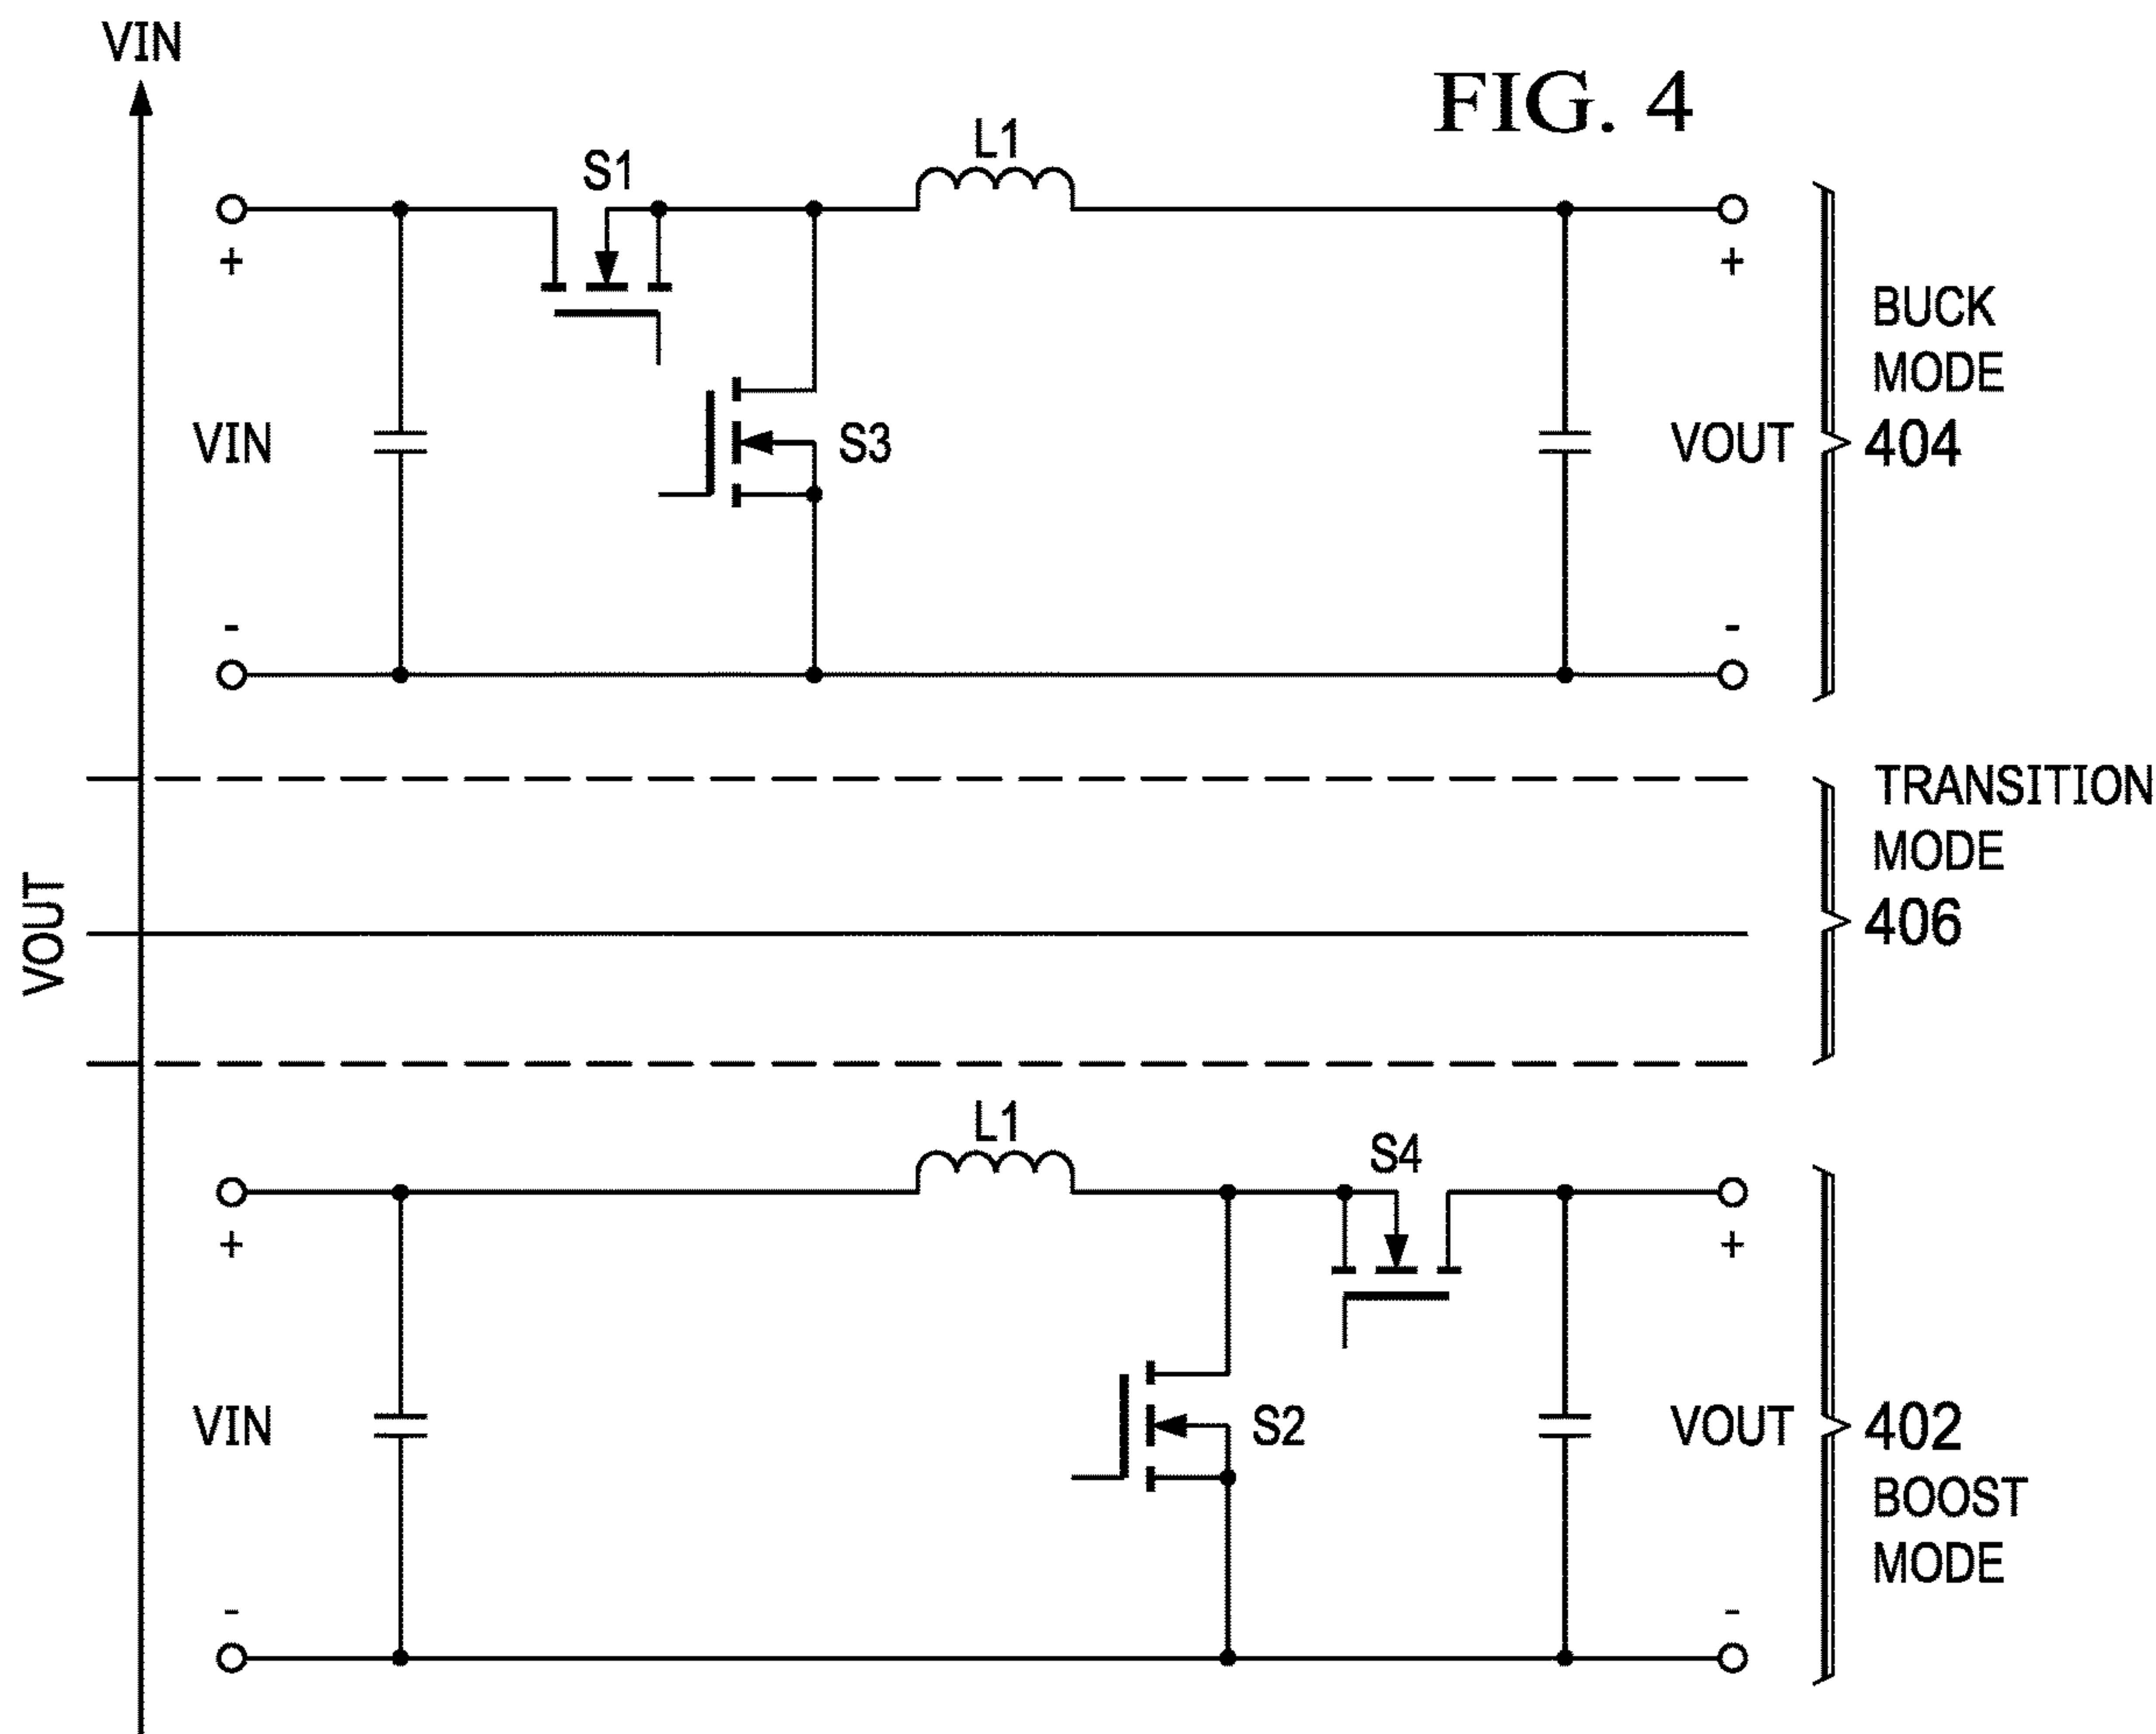 VIN
FIG. 4
S1
L1
+
+
VIN
S3
VOUT
BUCK
MODE
404
-
-
TRANSITION
MODE
406
VOUT
L1
S4
+
+
VIN
S2
VOUT
402
BOOST
MODE
-
-